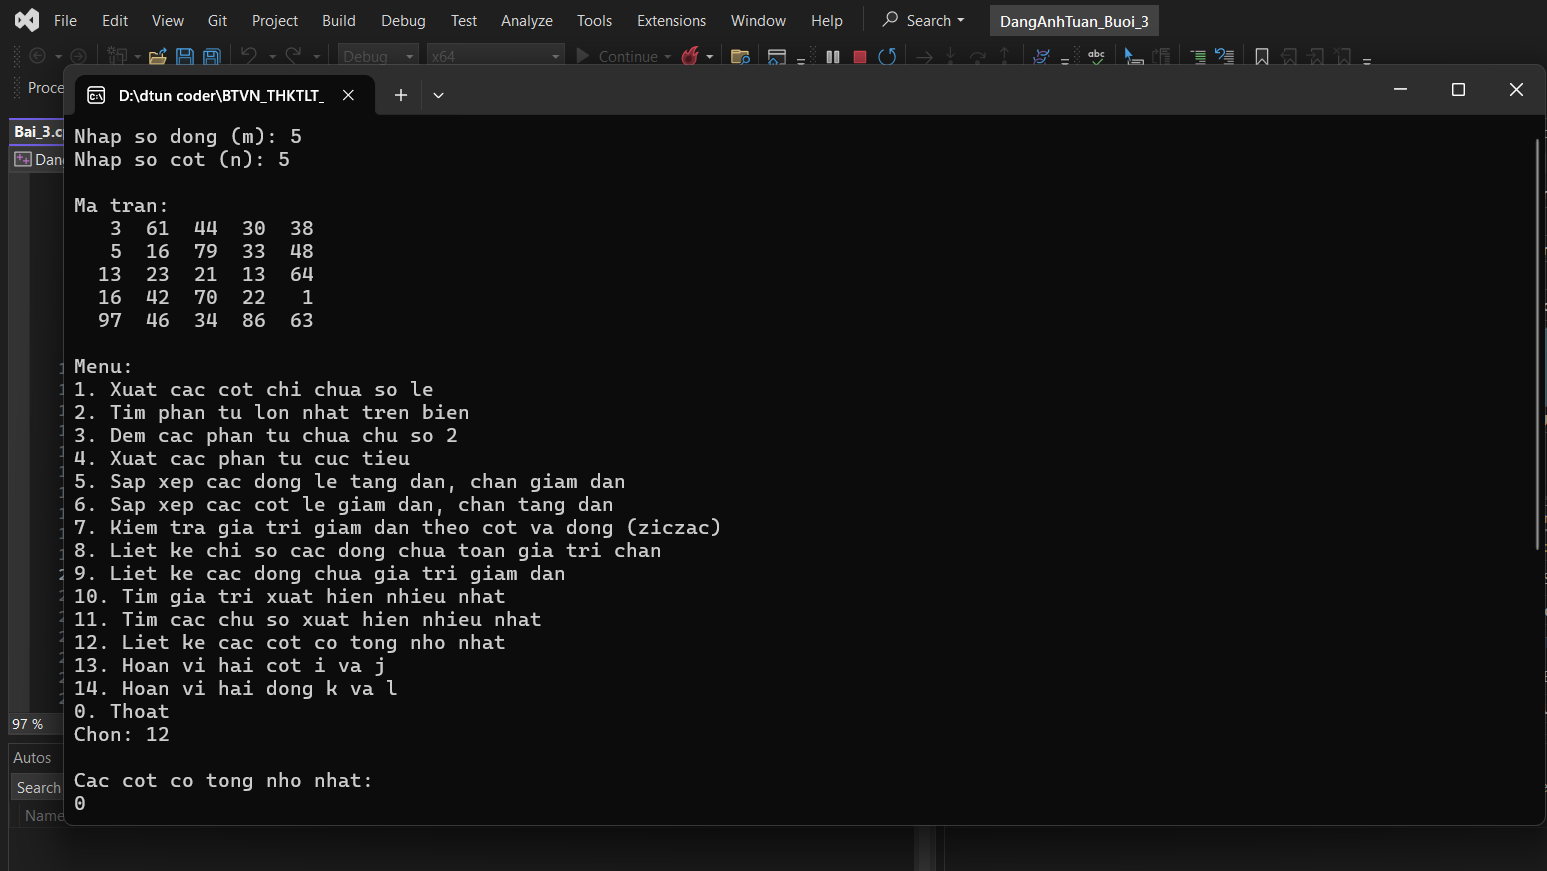 File Edit View Git Project Build Debug Test Analyze Tools Extensions Window Help Search DangAnhTuan_Buoi_3
Debug x64 Continue
D:\dtun coder\BTVN_THKTLT_
Nhap so dong (m): 5
Nhap so cot (n): 5
Ma tran:
3 61 44 30 38
5 16 79 33 48
13 23 21 13 64
16 42 70 22 1
97 46 34 86 63
Menu:
1. Xuat cac cot chi chua so le
2. Tim phan tu lon nhat tren bien
3. Dem cac phan tu chua chu so 2
4. Xuat cac phan tu cuc tieu
5. Sap xep cac dong le tang dan, chan giam dan
6. Sap xep cac cot le giam dan, chan tang dan
7. Kiem tra gia tri giam dan theo cot va dong (ziczac)
8. Liet ke chi so cac dong chua toan gia tri chan
9. Liet ke cac dong chua gia tri giam dan
10. Tim gia tri xuat hien nhieu nhat
11. Tim cac chu so xuat hien nhieu nhat
12. Liet ke cac cot co tong nho nhat
13. Hoan vi hai cot i va j
14. Hoan vi hai dong k va l
0. Thoat
Chon: 12
Cac cot co tong nho nhat:
0
97 %
Autos
Search
Name